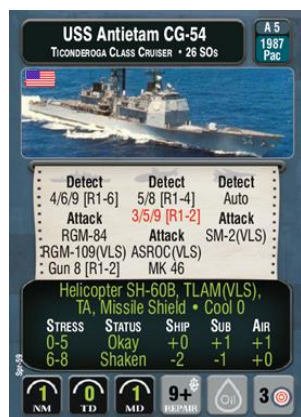 USS Antietam CG-54
Ticonderoga Class Cruiser • 26 SOs
A 5
1987
Pac
54
Detect Detect Detect
4/6/9 [R1-6] 5/8 [R1-4] Auto
Attack 3/5/9 [R1-2] Attack
RGM-84 Attack SM-2(VLS)
RGM-109(VLS) ASROC(VLS)
Gun 8 [R1-2] MK 46
Helicopter SH-60B, TLAM(VLS),
TA, Missile Shield • Cool 0
Stress Status Ship Sub Air
0-5 Okay +0 +1 +1
6-8 Shaken -2 -1 +0
Spr-59
1 0 1 9+ Oil 3
NM TD MD REPAIR